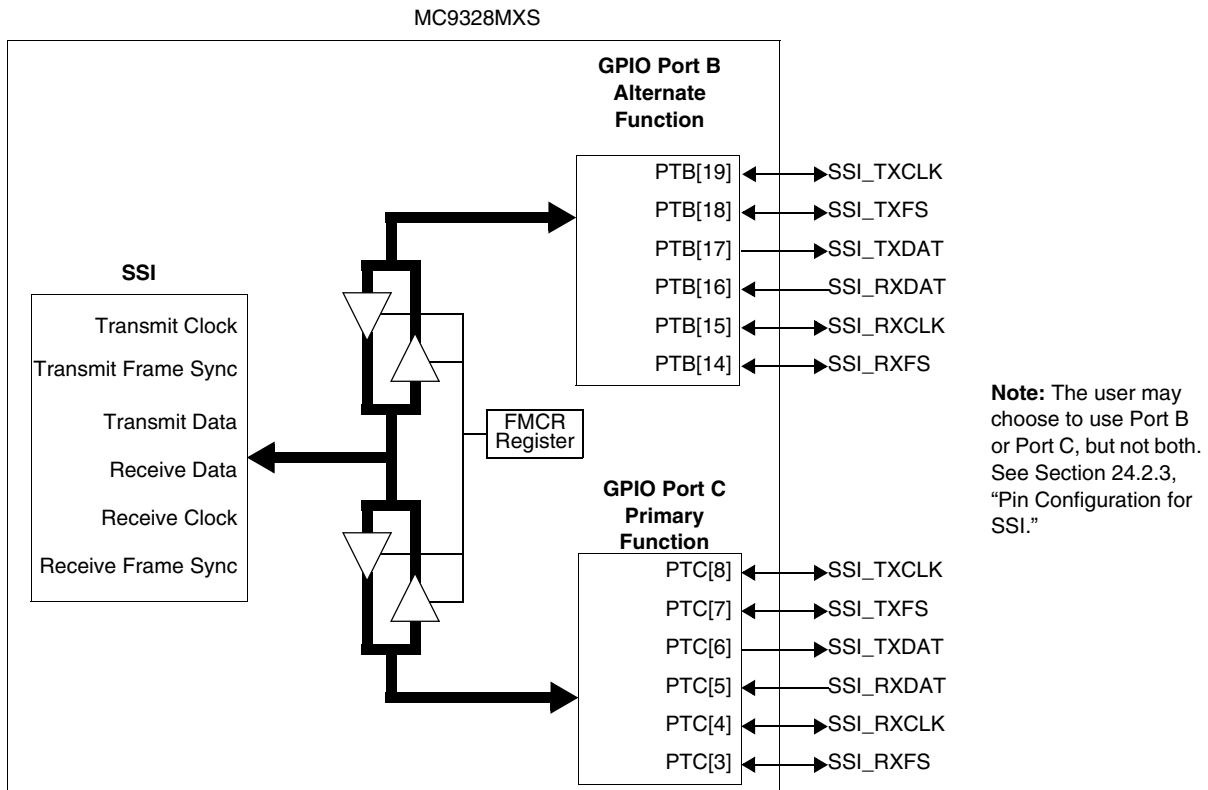 MC9328MXS
GPIO Port B
Alternate
Function
PTB[19] SSI_TXCLK
PTB[18] SSI_TXFS
PTB[17] SSI_TXDAT
PTB[16] SSI_RXDAT
PTB[15] SSI_RXCLK
PTB[14] SSI_RXFS
SSI
Transmit Clock
Transmit Frame Sync
Transmit Data
Receive Data
Receive Clock
Receive Frame Sync
FMCR
Register
Note: The user may
choose to use Port B
or Port C, but not both.
See Section 24.2.3,
“Pin Configuration for
SSI.”
GPIO Port C
Primary
Function
PTC[8] SSI_TXCLK
PTC[7] SSI_TXFS
PTC[6] SSI_TXDAT
PTC[5] SSI_RXDAT
PTC[4] SSI_RXCLK
PTC[3] SSI_RXFS